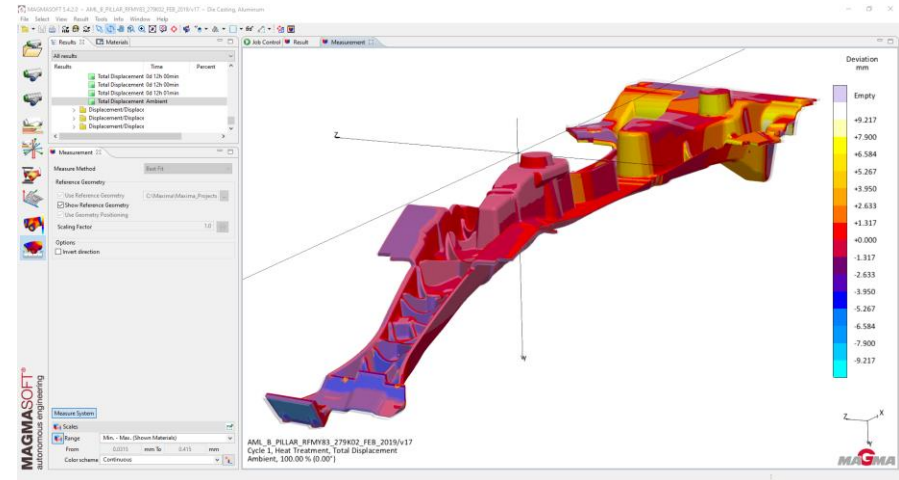 MAGMASOFT 5.4.2.0 - AML_B_PILLAR_RFMY83_279K02_FEB_2019/v17 - Die Casting, Aluminum
File Select View Result Tools Info Window Help
Results Materials
All results
Results Time Percent
Total Displacement 0d 12h 00min
Total Displacement 0d 12h 00min
Total Displacement 0d 12h 01min
Total Displacement Ambient
Displacement/Displace
Displacement/Displace
Displacement/Displace
Measurement
Measure Method Best Fit
Reference Geometry
Use Reference Geometry C:\Maxima\Maxima_Projects
Show Reference Geometry
Use Geometry Positioning
Scaling Factor 1.0
Options
Invert direction
Measure System
Scales
Range Min. - Max. (Shown Materials)
From 0.0315 mm To 0.415 mm
Color scheme Continuous
MAGMASOFT®
autonomous engineering
Job Control Result Measurement
Z
Deviation
mm
Empty
+9.217
+7.900
+6.584
+5.267
+3.950
+2.633
+1.317
+0.000
-1.317
-2.633
-3.950
-5.267
-6.584
-7.900
-9.217
AML_B_PILLAR_RFMY83_279K02_FEB_2019/v17
Cycle 1, Heat Treatment, Total Displacement
Ambient, 100.00 % (0.00°)
Z X
MAGMA